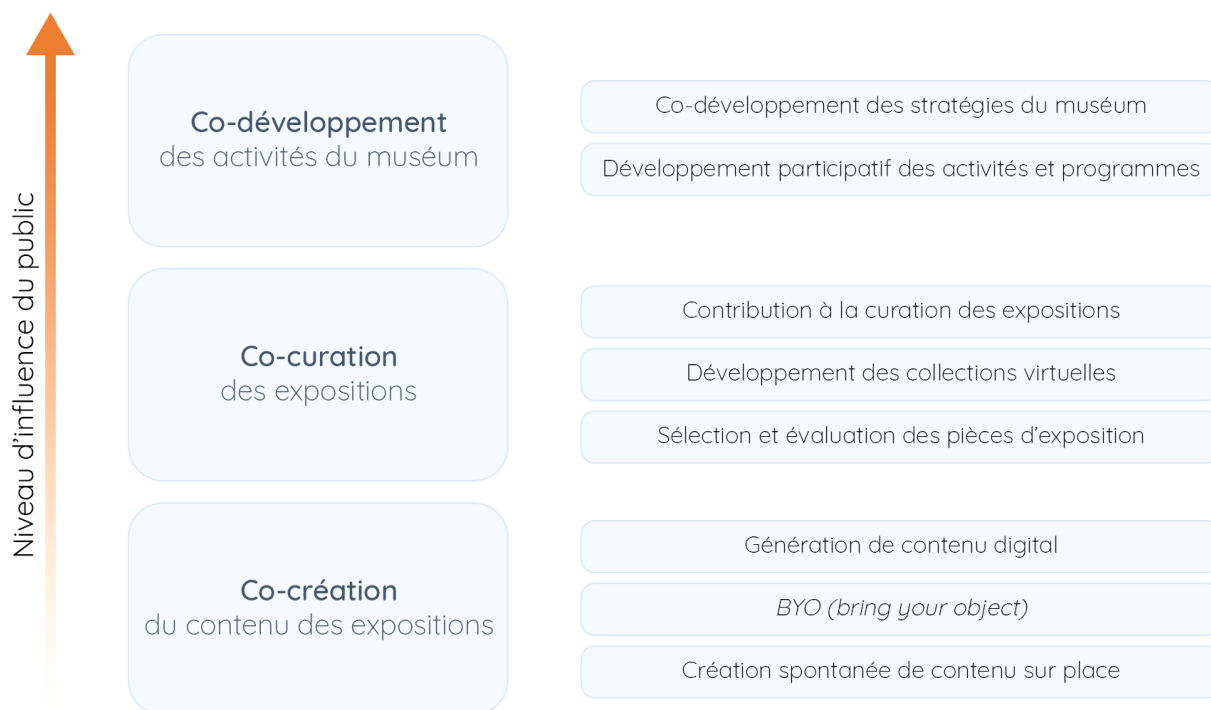 Niveau d'influence du public
Co-développement
des activités du muséum
Co-développement des stratégies du muséum
Développement participatif des activités et programmes
Co-curation
des expositions
Contribution à la curation des expositions
Développement des collections virtuelles
Sélection et évaluation des pièces d'exposition
Co-création
du contenu des expositions
Génération de contenu digital
BYO (bring your object)
Création spontanée de contenu sur place